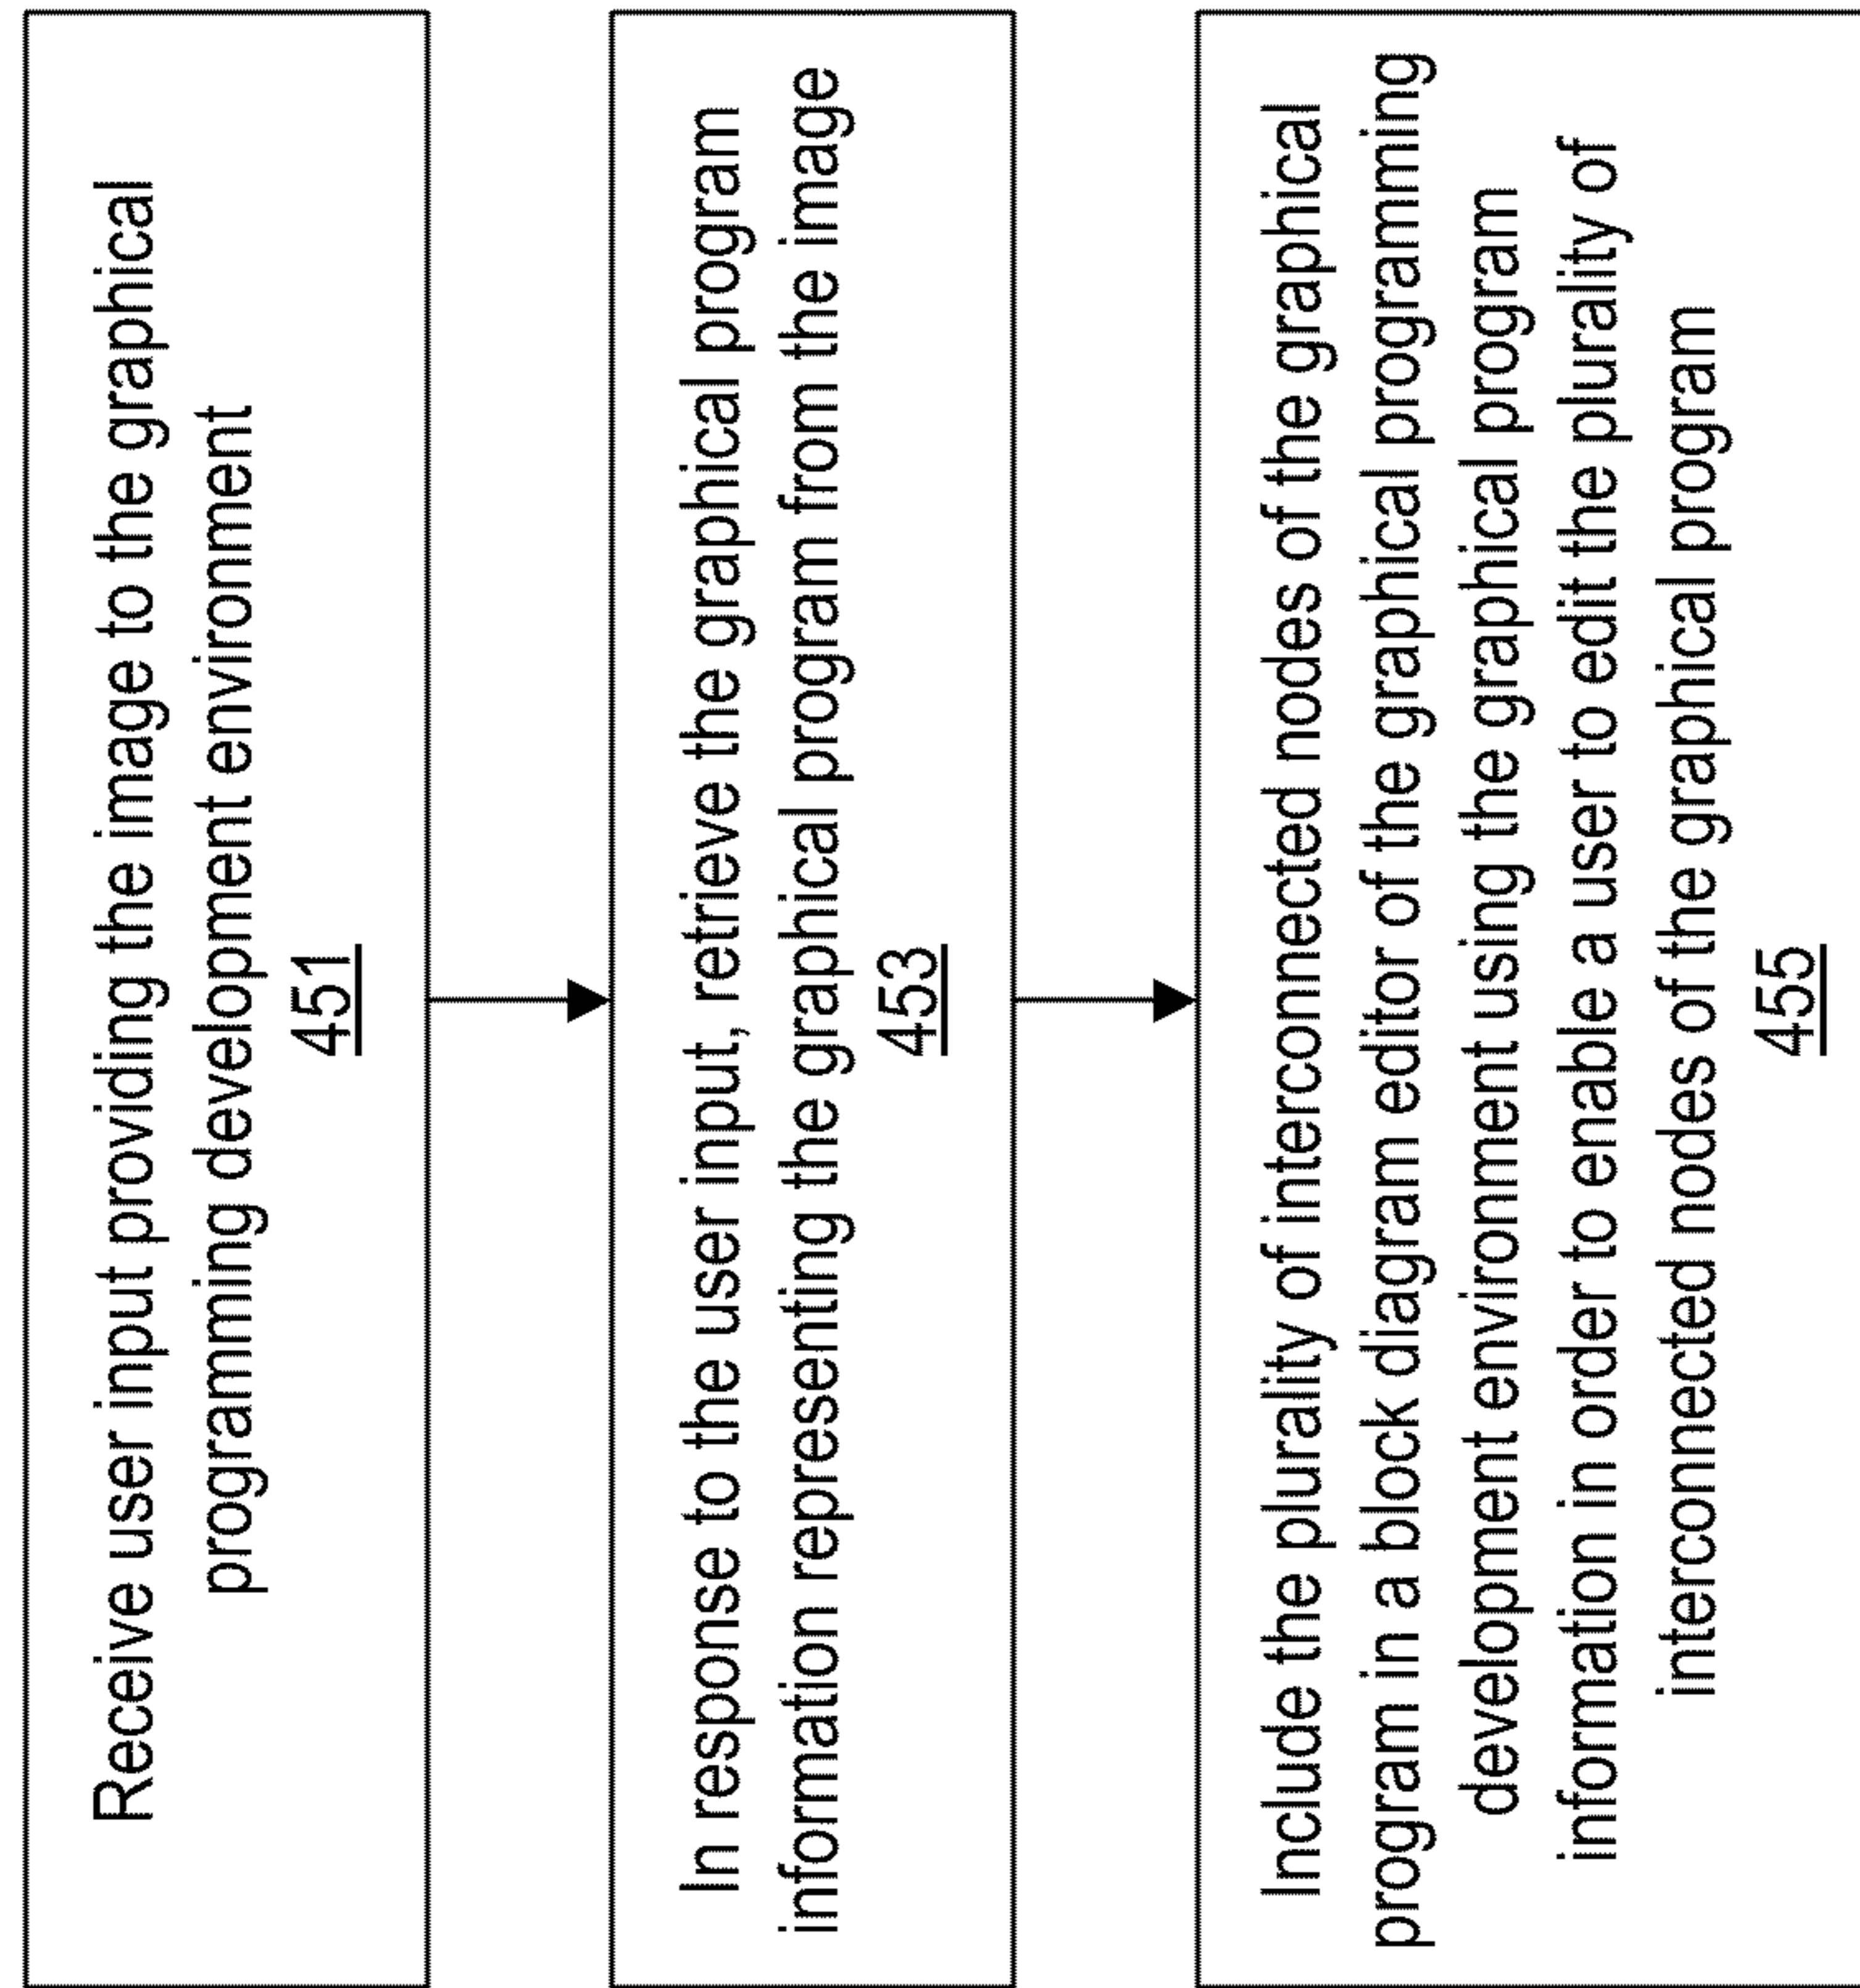 Receive user input providing the image to the graphical
programming development environment
451
In response to the user input, retrieve the graphical program
information representing the graphical program from the image
453
Include the plurality of interconnected nodes of the graphical
program in a block diagram editor of the graphical programming
development environment using the graphical program
information in order to enable a user to edit the plurality of
interconnected nodes of the graphical program
455